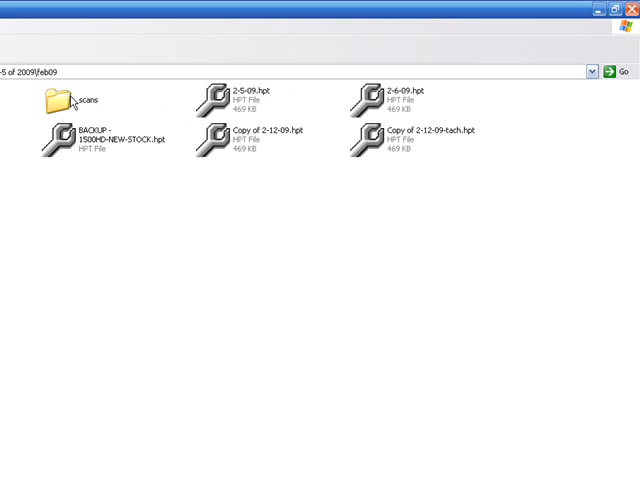 -5 of 2009\feb09
Go
scans
2-5-09.hpt
HPT File
469 KB
2-6-09.hpt
HPT File
469 KB
BACKUP -
1500HD-NEW-STOCK.hpt
HPT File
Copy of 2-12-09.hpt
HPT File
469 KB
Copy of 2-12-09-tach.hpt
HPT File
469 KB